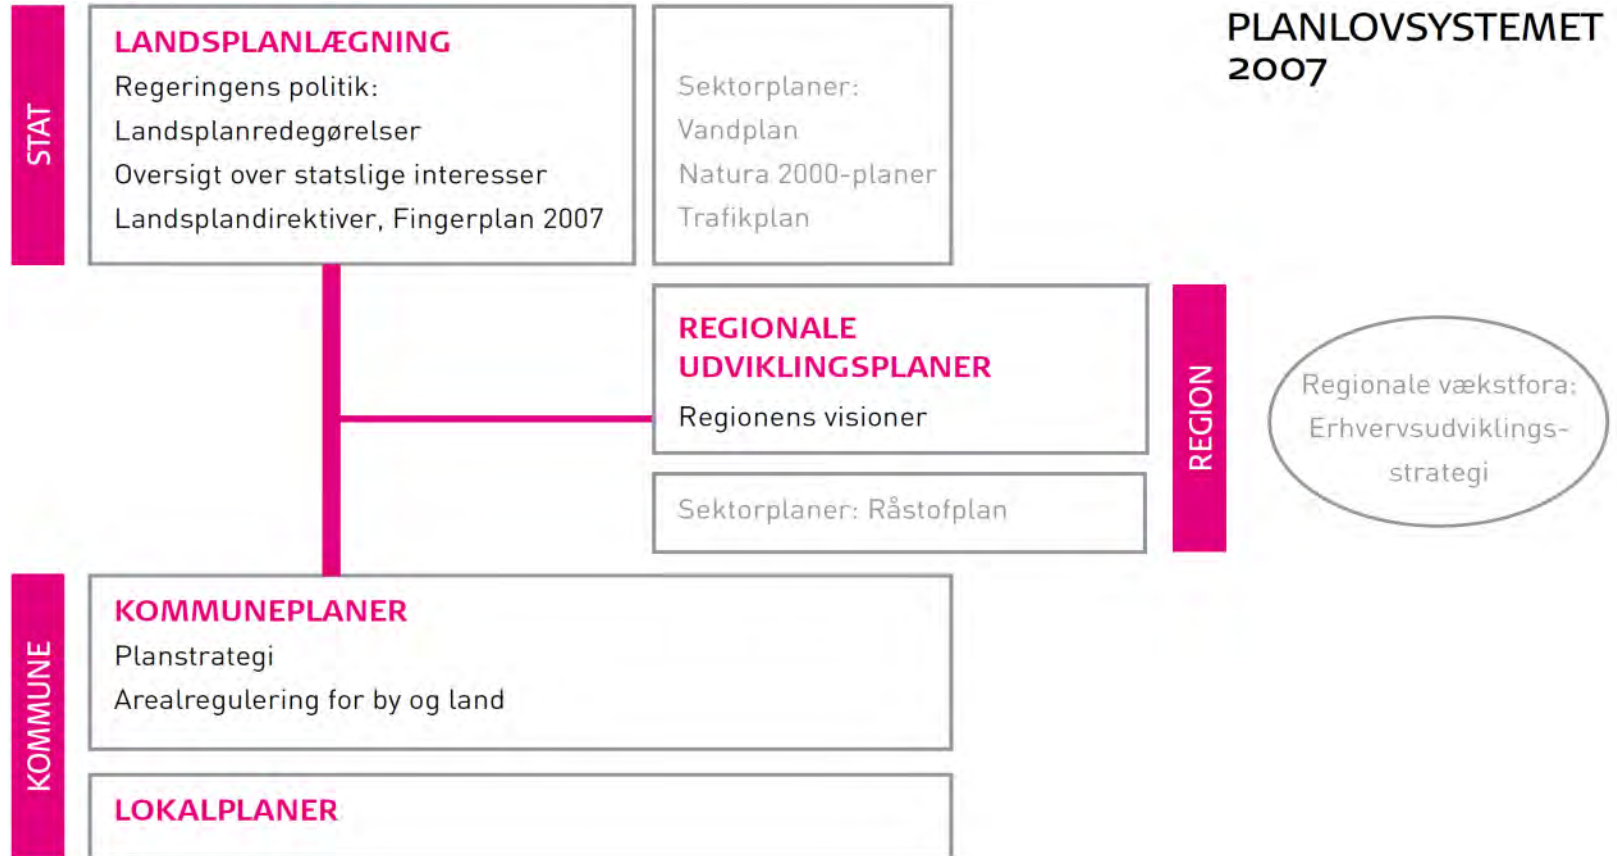 PLANLOVSYSTEMET
2007
STAT
LANDSPLANLÆGNING
Regeringens politik:
Landsplanredegørelser
Oversigt over statslige interesser
Landsplandirektiver, Fingerplan 2007
Sektorplaner:
Vandplan
Natura 2000-planer
Trafikplan
REGIONALE
UDVIKLINGSPLANER
Regionens visioner
Sektorplaner: Råstofplan
REGION
Regionale vækstfora:
Erhvervsudviklings-
strategi
KOMMUNE
KOMMUNEPLANER
Planstrategi
Arealregulering for by og land
LOKALPLANER